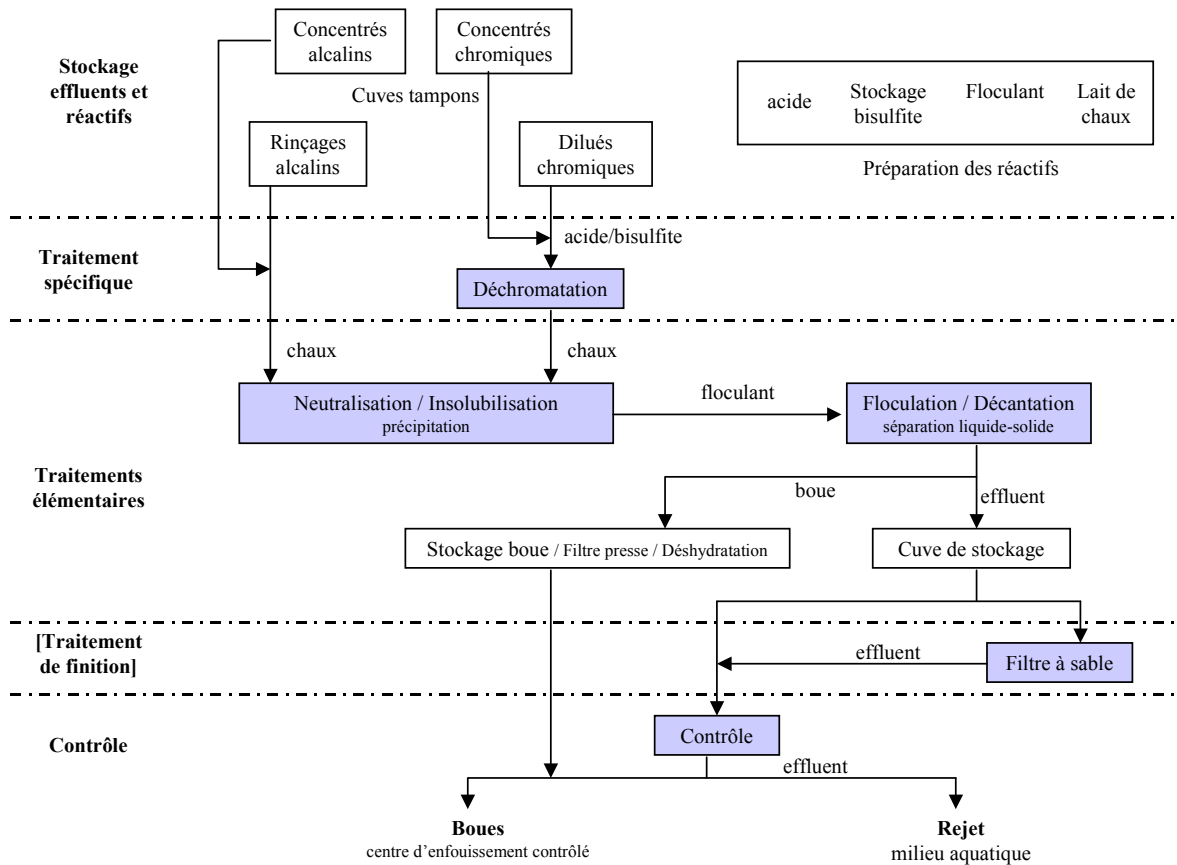 Concentrés
alcalins
Concentrés
chromiques
Stockage
effluents et
réactifs
Cuves tampons
acide
Stockage
bisulfite
Floculant
Lait de
chaux
Rinçages
alcalins
Dilués
chromiques
Préparation des réactifs
acide/bisulfite
Traitement
spécifique
Déchromatation
chaux
chaux
Neutralisation / Insolubilisation
précipitation
floculant
Floculation / Décantation
séparation liquide-solide
Traitements
élémentaires
boue
effluent
Stockage boue / Filtre presse / Déshydratation
Cuve de stockage
[Traitement
de finition]
effluent
Filtre à sable
Contrôle
Contrôle
effluent
Boues
centre d'enfouissement contrôlé
Rejet
milieu aquatique